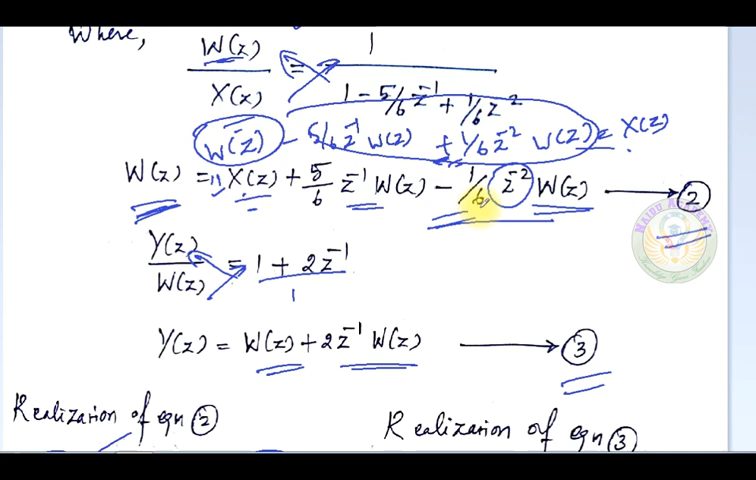 Where,
W(z) / X(z) = 1 / 1 - 5/6 z⁻¹ + 1/6 z⁻²
W(z) - 5/6 z⁻¹ W(z) + 1/6 z⁻² W(z) = X(z)
W(z) = X(z) + 5/6 z⁻¹ W(z) - 1/6 z⁻² W(z) → ②
Y(z) / W(z) = 1 + 2z⁻¹ / 1
Y(z) = W(z) + 2z⁻¹ W(z) → ③
Realization of eqn ②
Realization of eqn ③